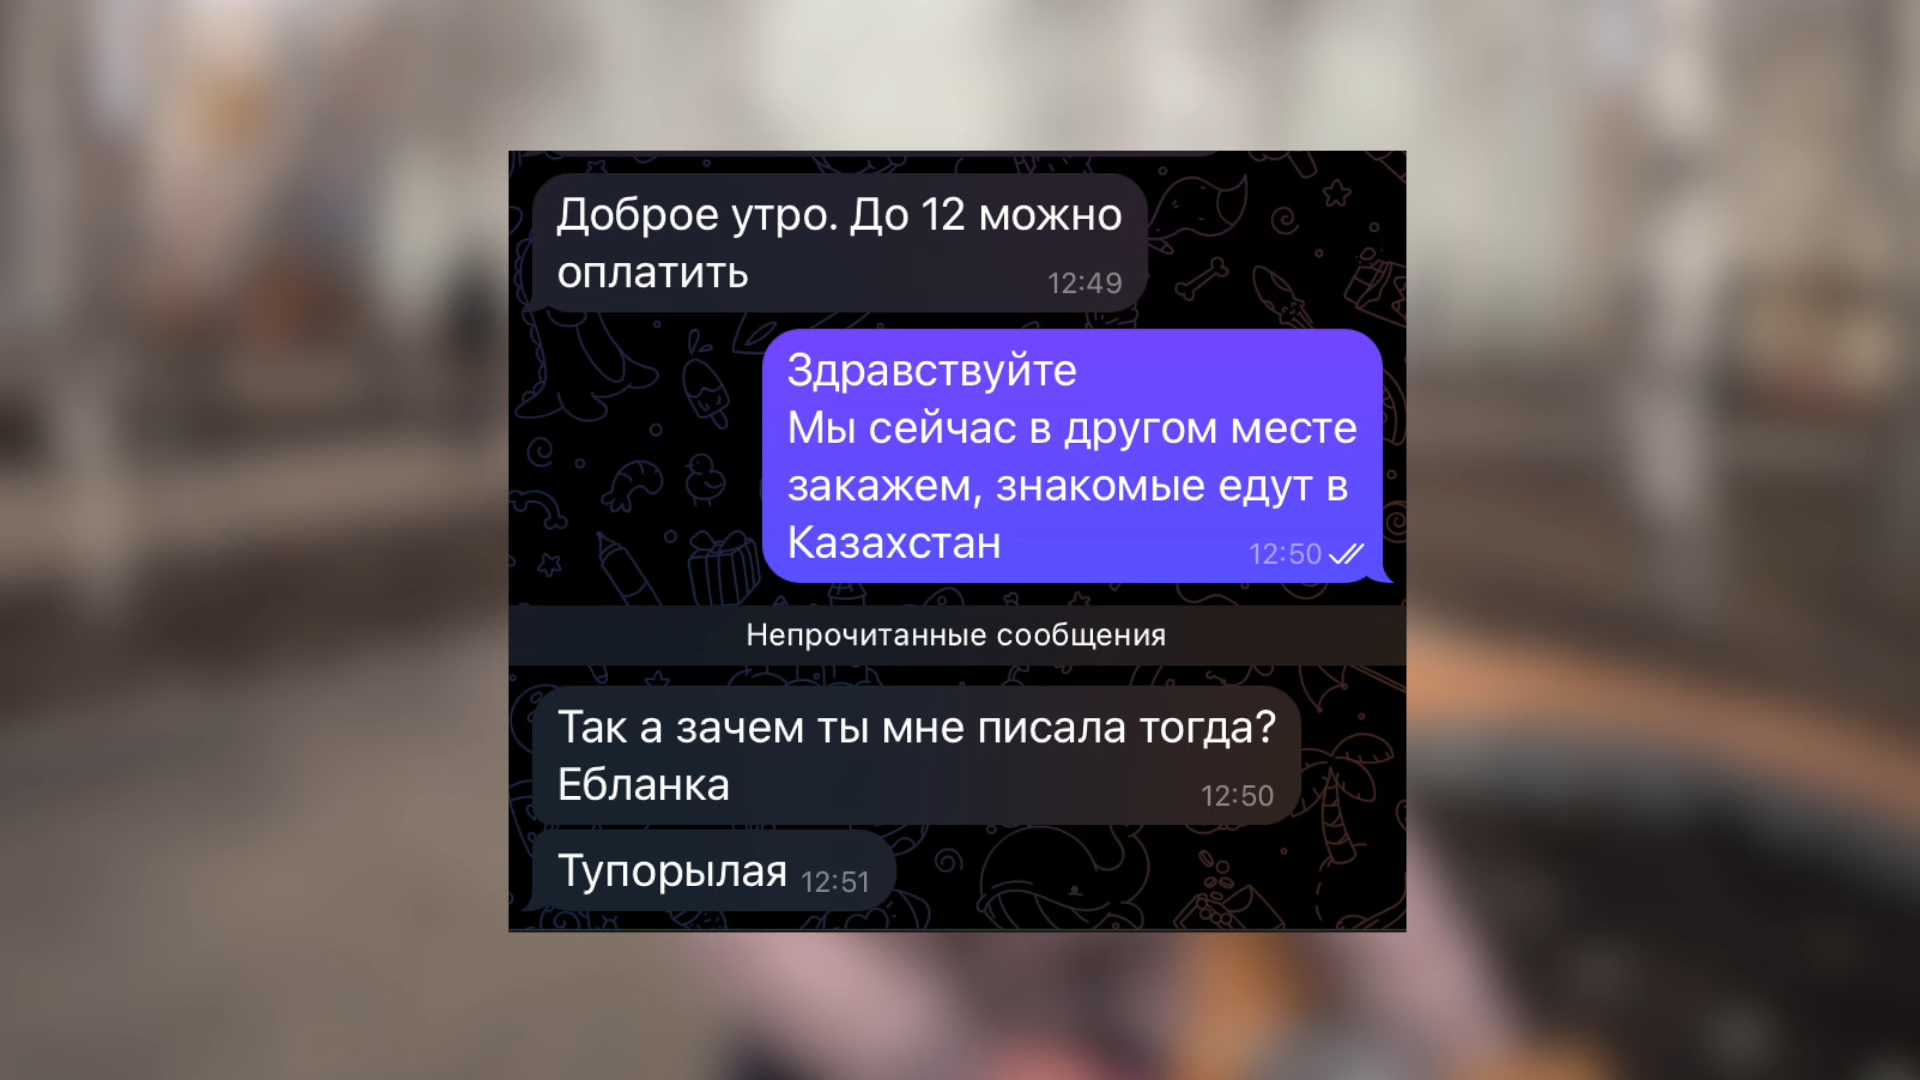 Доброе утро. До 12 можно
оплатить 12:49
Здравствуйте
Мы сейчас в другом месте
закажем, знакомые едут в
Казахстан 12:50
Непрочитанные сообщения
Так а зачем ты мне писала тогда?
Ебланка 12:50
Тупорылая 12:51